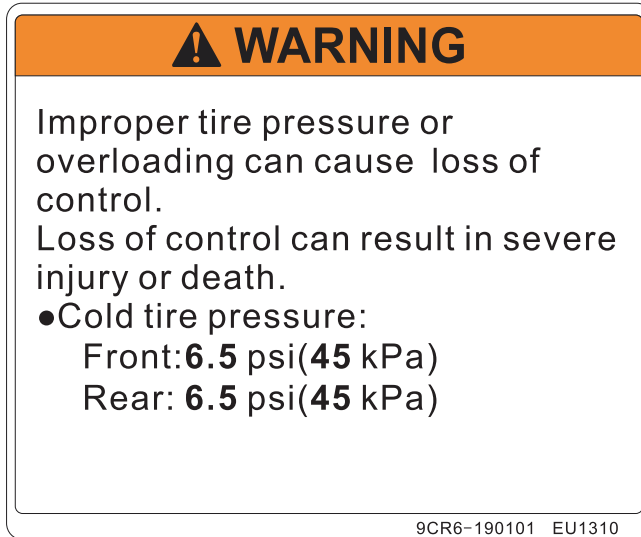 WARNING
Improper tire pressure or
overloading can cause loss of
control.
Loss of control can result in severe
injury or death.
●Cold tire pressure:
Front:6.5 psi(45 kPa)
Rear: 6.5 psi(45 kPa)
9CR6-190101 EU1310